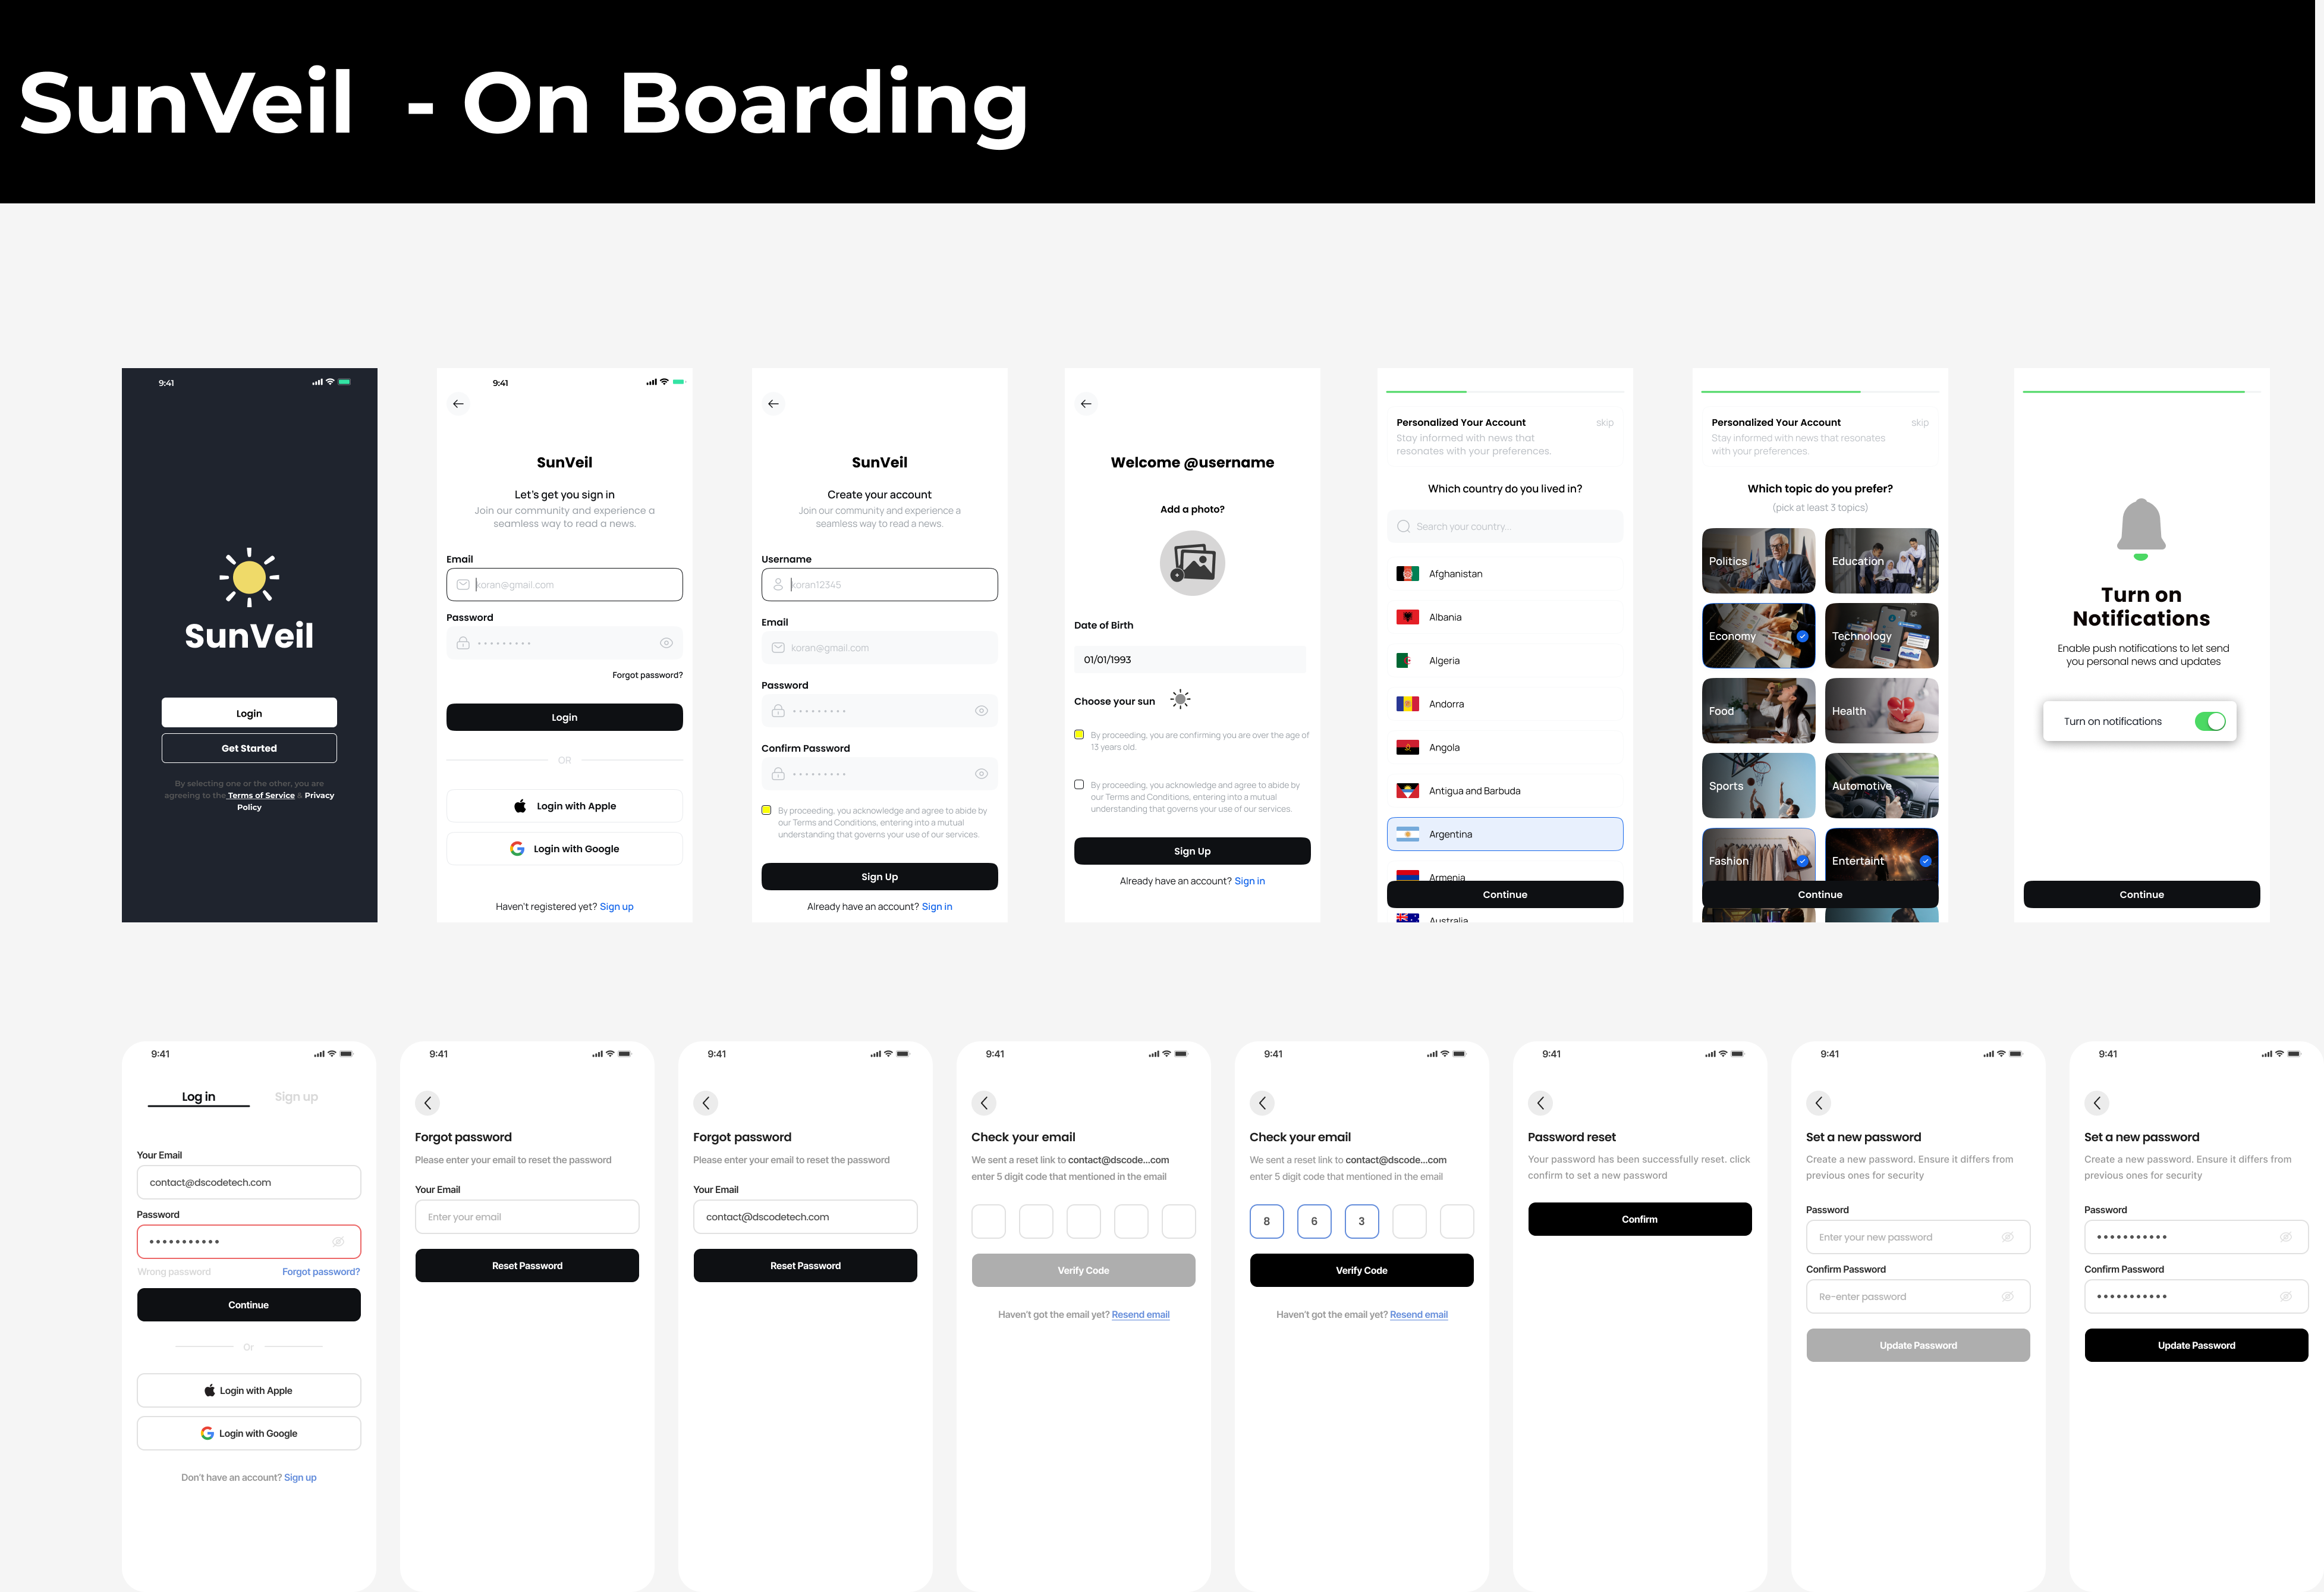 SunVeil - On Boarding
9:41
SunVeil
Login
Get Started
By selecting one or the other, you are
agreeing to the Terms of Service & Privacy
Policy
9:41
SunVeil
Let's get you sign in
Join our community and experience a
seamless way to read a news.
Email
koran@gmail.com
Password
Forgot password?
Login
OR
Login with Apple
Login with Google
Haven't registered yet? Sign up
SunVeil
Create your account
Join our community and experience a
seamless way to read a news.
Username
koran12345
Email
koran@gmail.com
Password
Confirm Password
By proceeding, you acknowledge and agree to abide by
our Terms and Conditions, entering into a mutual
understanding that governs your use of our services.
Sign Up
Already have an account? Sign in
Welcome @username
Add a photo?
Date of Birth
01/01/1993
Choose your sun
By proceeding, you are confirming you are over the age of
13 years old.
By proceeding, you acknowledge and agree to abide by
our Terms and Conditions, entering into a mutual
understanding that governs your use of our services.
Sign Up
Already have an account? Sign in
Personalized Your Account
skip
Stay informed with news that
resonates with your preferences.
Which country do you lived in?
Search your country...
Afghanistan
Albania
Algeria
Andorra
Angola
Antigua and Barbuda
Argentina
Armenia
Continue
Australia
Personalized Your Account
skip
Stay informed with news that resonates
with your preferences.
Which topic do you prefer?
(pick at least 3 topics)
Politics
Education
Economy
Technology
Food
Health
Sports
Automotive
Fashion
Entertaint
Continue
Turn on
Notifications
Enable push notifications to let send
you personal news and updates
Turn on notifications
Continue
9:41
Log in
Sign up
Your Email
contact@dscodetech.com
Password
Wrong password
Forgot password?
Continue
Or
Login with Apple
Login with Google
Don't have an account? Sign up
9:41
Forgot password
Please enter your email to reset the password
Your Email
Enter your email
Reset Password
9:41
Forgot password
Please enter your email to reset the password
Your Email
contact@dscodetech.com
Reset Password
9:41
Check your email
We sent a reset link to contact@dscode...com
enter 5 digit code that mentioned in the email
Verify Code
Haven't got the email yet? Resend email
9:41
Check your email
We sent a reset link to contact@dscode...com
enter 5 digit code that mentioned in the email
8 6 3
Verify Code
Haven't got the email yet? Resend email
9:41
Password reset
Your password has been successfully reset. click
confirm to set a new password
Confirm
9:41
Set a new password
Create a new password. Ensure it differs from
previous ones for security
Password
Enter your new password
Confirm Password
Re-enter password
Update Password
9:41
Set a new password
Create a new password. Ensure it differs from
previous ones for security
Password
Confirm Password
Update Password